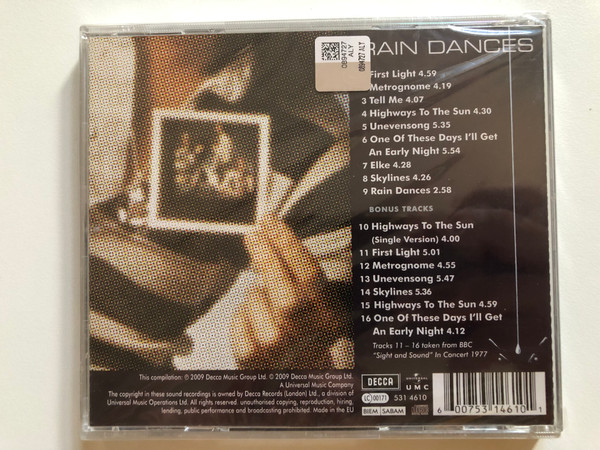 RAIN DANCES
0894727
ALY
0894727 ALY
First Light 4.59
Metrognome 4.19
3 Tell Me 4.07
4 Highways To The Sun 4.30
5 Unevensong 5.35
6 One Of These Days I'll Get
An Early Night 5.54
7 Elke 4.28
8 Skylines 4.26
9 Rain Dances 2.58
BONUS TRACKS
10 Highways To The Sun
(Single Version) 4.00
11 First Light 5.01
12 Metrognome 4.55
13 Unevensong 5.47
14 Skylines 5.36
15 Highways To The Sun 4.59
16 One Of These Days I'll Get
An Early Night 4.12
Tracks 11 – 16 taken from BBC
"Sight and Sound" In Concert 1977
This compilation: ℗ 2009 Decca Music Group Ltd. © 2009 Decca Music Group Ltd.
A Universal Music Company
The copyright in these sound recordings is owned by Decca Records (London) Ltd., a division of
Universal Music Operations Ltd. All rights reserved. unauthorised copying, reproduction, hiring,
lending, public performance and broadcasting prohibited. Made in the EU
DECCA
UMC
LC 00171
531 4610
BIEM SABAM
6 00753 14610 1